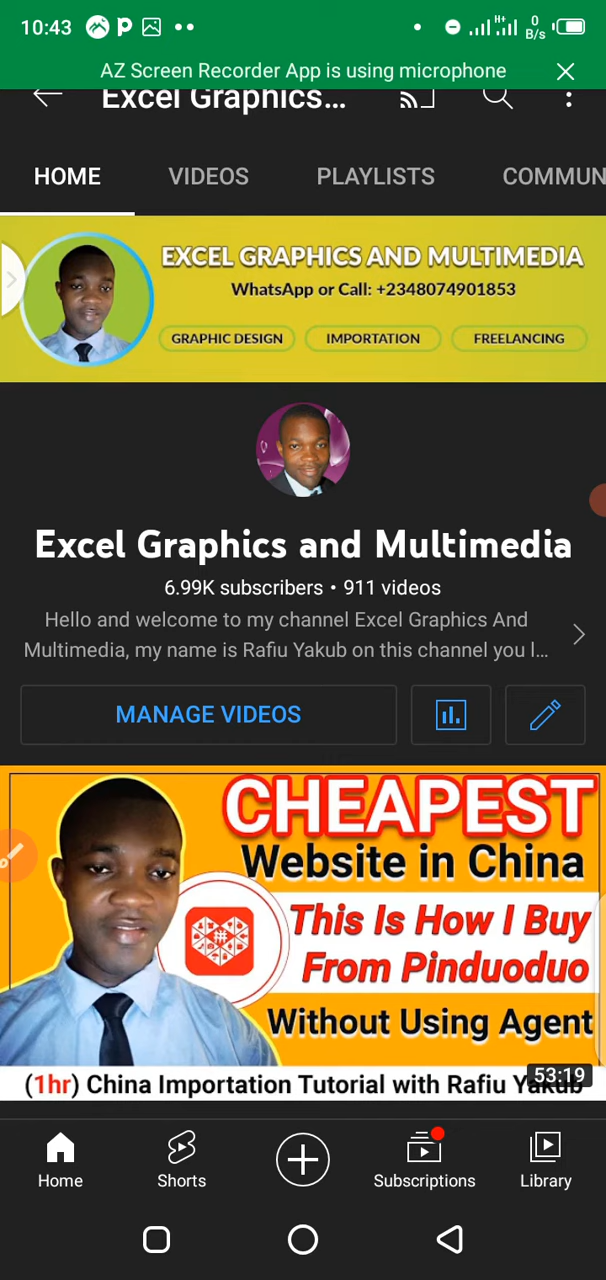 10:43
H+
0
B/s
AZ Screen Recorder App is using microphone
Excel Graphics...
HOME
VIDEOS
PLAYLISTS
COMMUN
EXCEL GRAPHICS AND MULTIMEDIA
WhatsApp or Call: +2348074901853
GRAPHIC DESIGN
IMPORTATION
FREELANCING
Excel Graphics and Multimedia
6.99K subscribers • 911 videos
Hello and welcome to my channel Excel Graphics And
Multimedia, my name is Rafiu Yakub on this channel you l...
MANAGE VIDEOS
CHEAPEST
Website in China
This Is How I Buy
From Pinduoduo
Without Using Agent
(1hr) China Importation Tutorial with Rafiu Yakub
53:19
Home
Shorts
Subscriptions
Library